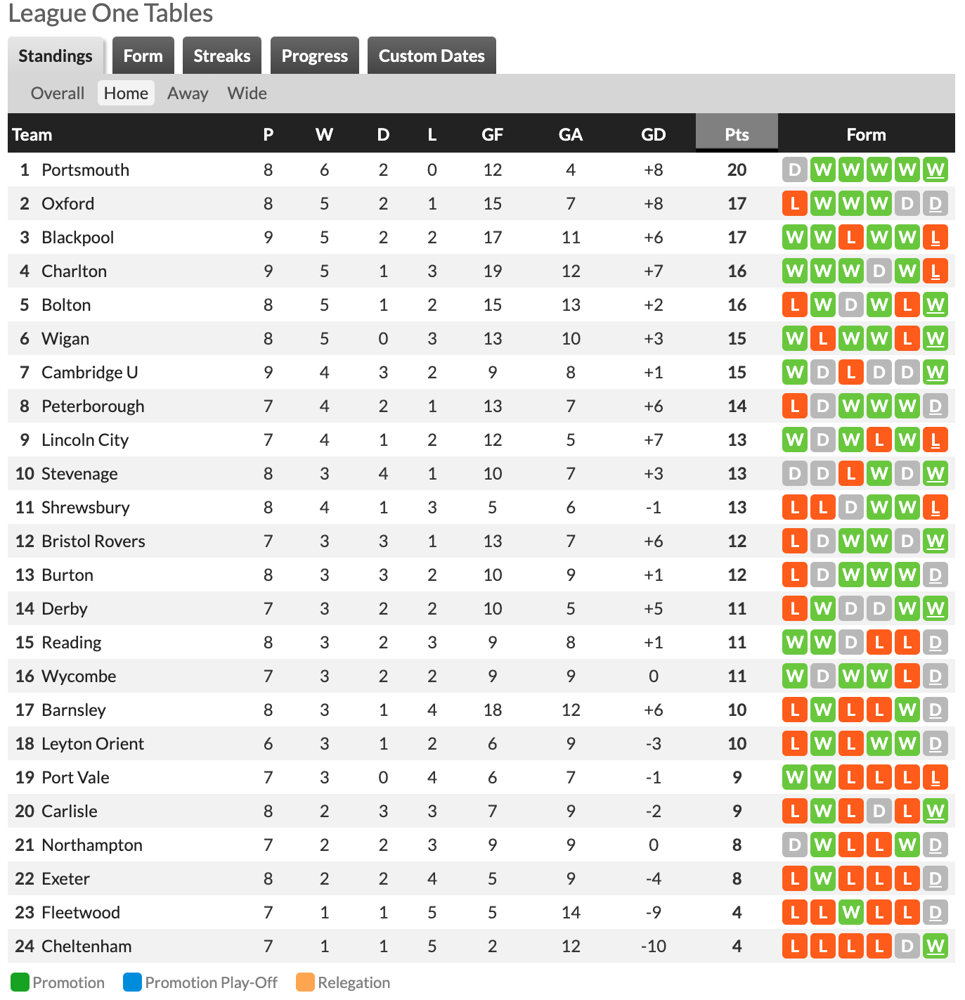 League One Tables
Standings Form Streaks Progress Custom Dates
Overall Home Away Wide
Team P W D L GF GA GD Pts Form
1 Portsmouth 8 6 2 0 12 4 +8 20 D W W W W W
2 Oxford 8 5 2 1 15 7 +8 17 L W W W D D
3 Blackpool 9 5 2 2 17 11 +6 17 W W L W W L
4 Charlton 9 5 1 3 19 12 +7 16 W W W D W L
5 Bolton 8 5 1 2 15 13 +2 16 L W D W L W
6 Wigan 8 5 0 3 13 10 +3 15 W L W W L W
7 Cambridge U 9 4 3 2 9 8 +1 15 W D L D D W
8 Peterborough 7 4 2 1 13 7 +6 14 L D W W W D
9 Lincoln City 7 4 1 2 12 5 +7 13 W D W L W L
10 Stevenage 8 3 4 1 10 7 +3 13 D D L W D W
11 Shrewsbury 8 4 1 3 5 6 -1 13 L L D W W L
12 Bristol Rovers 7 3 3 1 13 7 +6 12 L D W W D W
13 Burton 8 3 3 2 10 9 +1 12 L D W W W D
14 Derby 7 3 2 2 10 5 +5 11 L W D D W W
15 Reading 8 3 2 3 9 8 +1 11 W W D L L D
16 Wycombe 7 3 2 2 9 9 0 11 W D W W L D
17 Barnsley 8 3 1 4 18 12 +6 10 L W L L W D
18 Leyton Orient 6 3 1 2 6 9 -3 10 L W L W W D
19 Port Vale 7 3 0 4 6 7 -1 9 W W L L L L
20 Carlisle 8 2 3 3 7 9 -2 9 L W L D L W
21 Northampton 7 2 2 3 9 9 0 8 D W L L W D
22 Exeter 8 2 2 4 5 9 -4 8 L W L L L D
23 Fleetwood 7 1 1 5 5 14 -9 4 L L W L L D
24 Cheltenham 7 1 1 5 2 12 -10 4 L L L L D W
Promotion Promotion Play-Off Relegation